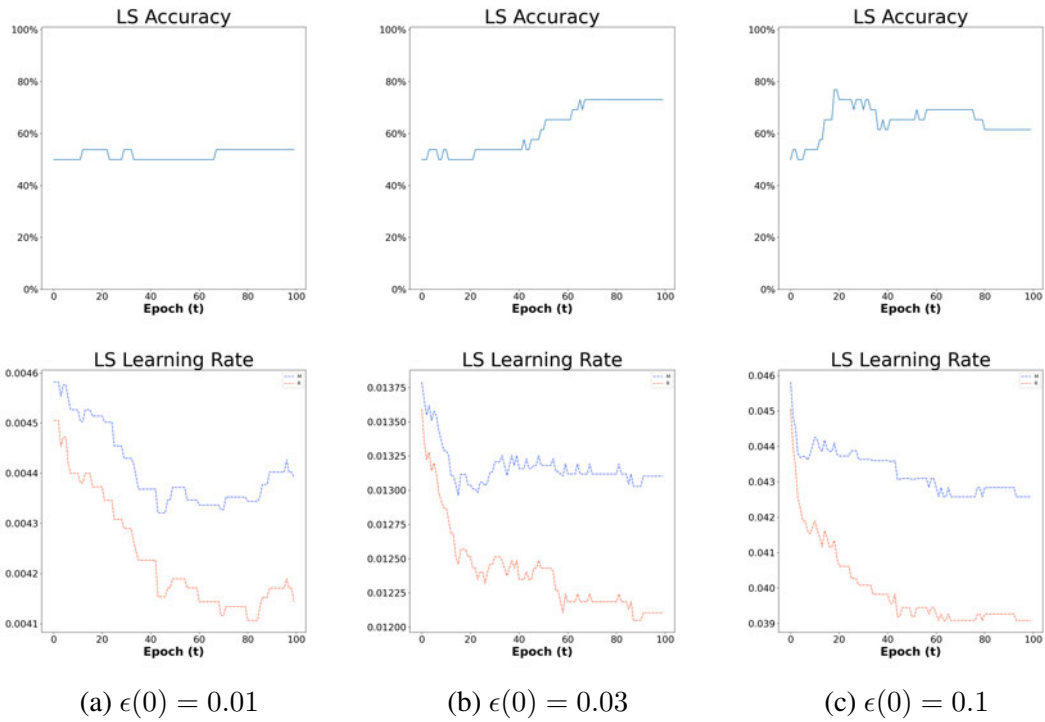 LS Accuracy
100%
80%
60%
40%
20%
0%
0 20 40 60 80 100
Epoch (t)
LS Accuracy
100%
80%
60%
40%
20%
0%
0 20 40 60 80 100
Epoch (t)
LS Accuracy
100%
80%
60%
40%
20%
0%
0 20 40 60 80 100
Epoch (t)
LS Learning Rate
0.0046
0.0045
0.0044
0.0043
0.0042
0.0041
M
R
0 20 40 60 80 100
Epoch (t)
LS Learning Rate
0.01375
0.01350
0.01325
0.01300
0.01275
0.01250
0.01225
0.01200
M
R
0 20 40 60 80 100
Epoch (t)
LS Learning Rate
0.046
0.045
0.044
0.043
0.042
0.041
0.040
0.039
M
R
0 20 40 60 80 100
Epoch (t)
(a) ϵ(0) = 0.01
(b) ϵ(0) = 0.03
(c) ϵ(0) = 0.1